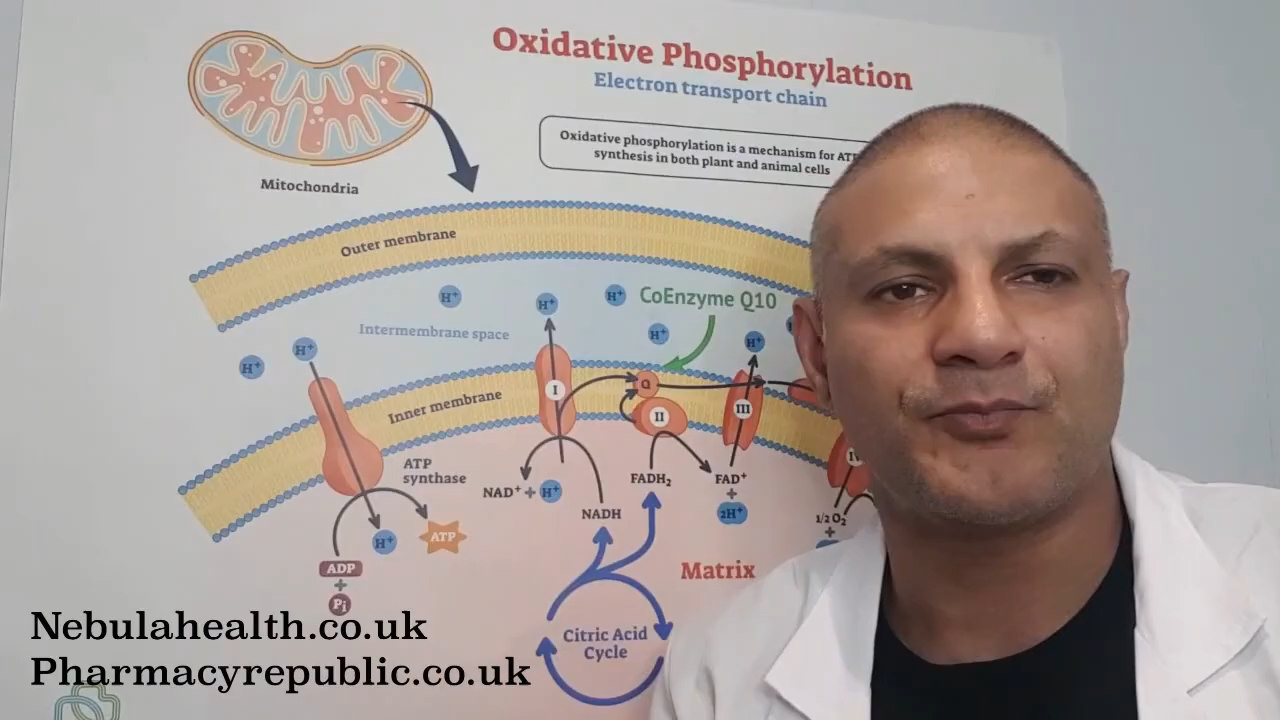 Oxidative Phosphorylation
Electron transport chain
Oxidative phosphorylation is a mechanism for ATP
synthesis in both plant and animal cells
Mitochondria
Outer membrane
H⁺
H⁺
H⁺
CoEnzyme Q10
Intermembrane space
H⁺
H⁺
H⁺
H⁺
Inner membrane
I
Q
II
III
IV
ATP
synthase
NAD⁺ + H⁺
FADH₂
FAD⁺
+
2H⁺
NADH
1/2 O₂
+
H⁺
ATP
ADP
+
Pi
Matrix
Citric Acid
Cycle
Nebulahealth.co.uk
Pharmacyrepublic.co.uk